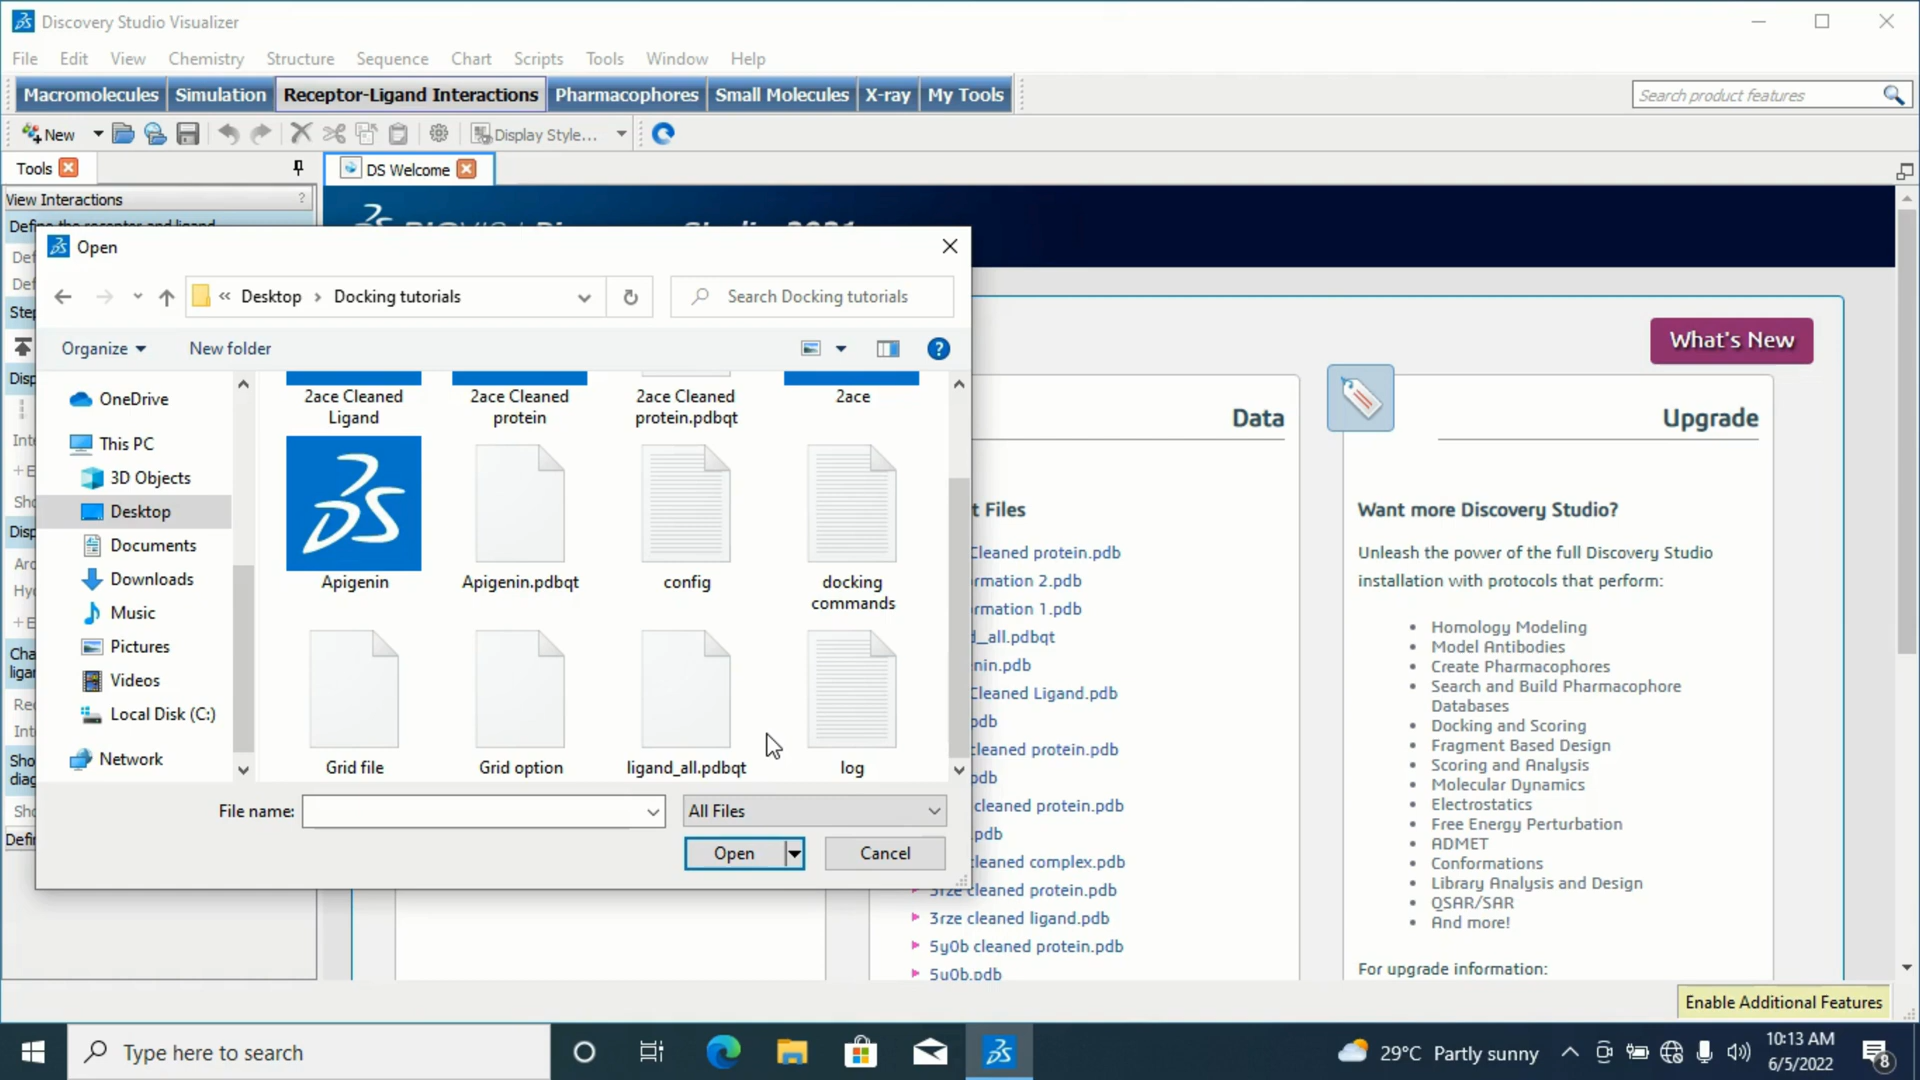 Discovery Studio Visualizer
File Edit View Chemistry Structure Sequence Chart Scripts Tools Window Help
Macromolecules Simulation Receptor-Ligand Interactions Pharmacophores Small Molecules X-ray My Tools
Search product features
New Display Style...
Tools
DS Welcome
View Interactions ?
Open
« Desktop › Docking tutorials
Search Docking tutorials
Organize
New folder
OneDrive
This PC
3D Objects
Desktop
Documents
Downloads
Music
Pictures
Videos
Local Disk (C:)
Network
2ace Cleaned Ligand
2ace Cleaned protein
2ace Cleaned protein.pdbqt
2ace
Apigenin
Apigenin.pdbqt
config
docking commands
Grid file
Grid option
ligand_all.pdbqt
log
File name:
All Files
Open
Cancel
What's New
Data
t Files
Cleaned protein.pdb
rmation 2.pdb
rmation 1.pdb
d_all.pdbqt
enin.pdb
Cleaned Ligand.pdb
pdb
leaned protein.pdb
pdb
cleaned protein.pdb
.pdb
cleaned complex.pdb
3rze cleaned protein.pdb
3rze cleaned ligand.pdb
5y0b cleaned protein.pdb
5y0b.pdb
Upgrade
Want more Discovery Studio?
Unleash the power of the full Discovery Studio
installation with protocols that perform:
Homology Modeling
Model Antibodies
Create Pharmacophores
Search and Build Pharmacophore
Databases
Docking and Scoring
Fragment Based Design
Scoring and Analysis
Molecular Dynamics
Electrostatics
Free Energy Perturbation
ADMET
Conformations
Library Analysis and Design
QSAR/SAR
And more!
For upgrade information:
Enable Additional Features
Type here to search
29°C Partly sunny
10:13 AM
6/5/2022
8